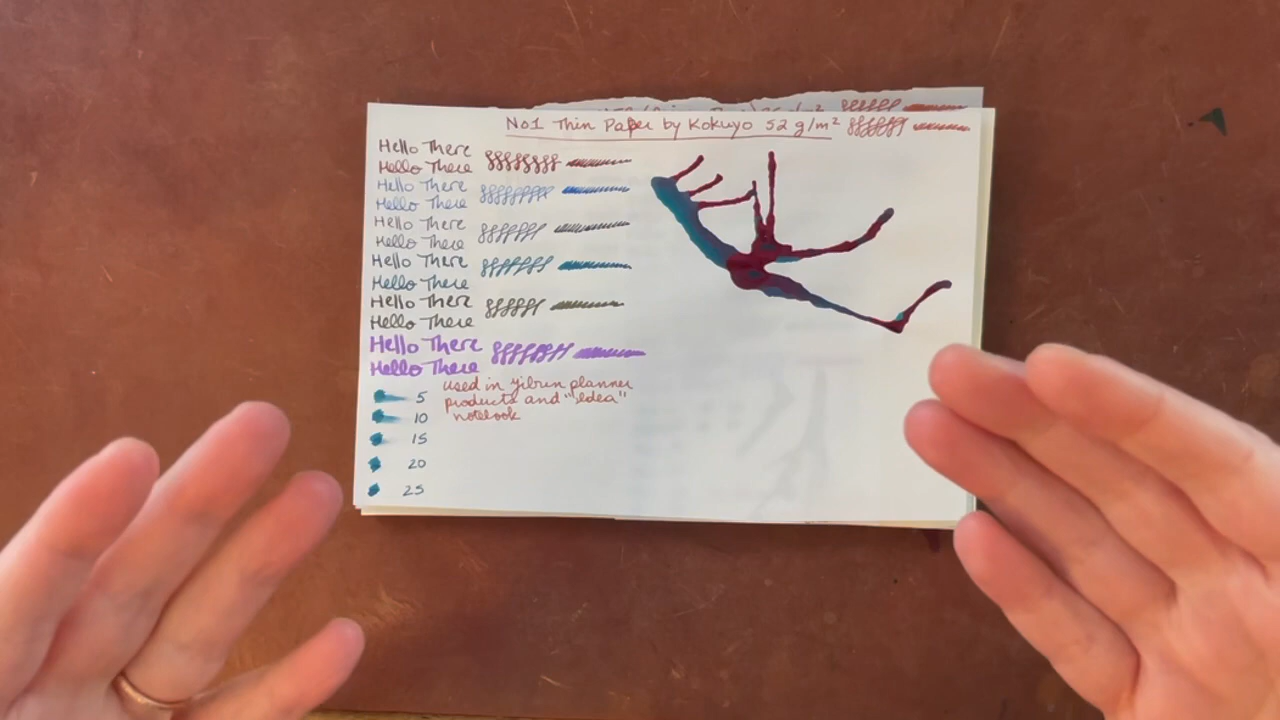 No1 Thin Paper by Kokuyo 52 g/m²
Hello There
Hello There
Hello There
Hello There
Hello There
Hello There
Hello There
Hello There
Hello There
Hello There
Hello There
Hello There
5
10
15
20
25
used in jibun planner
products and "edea"
notebook